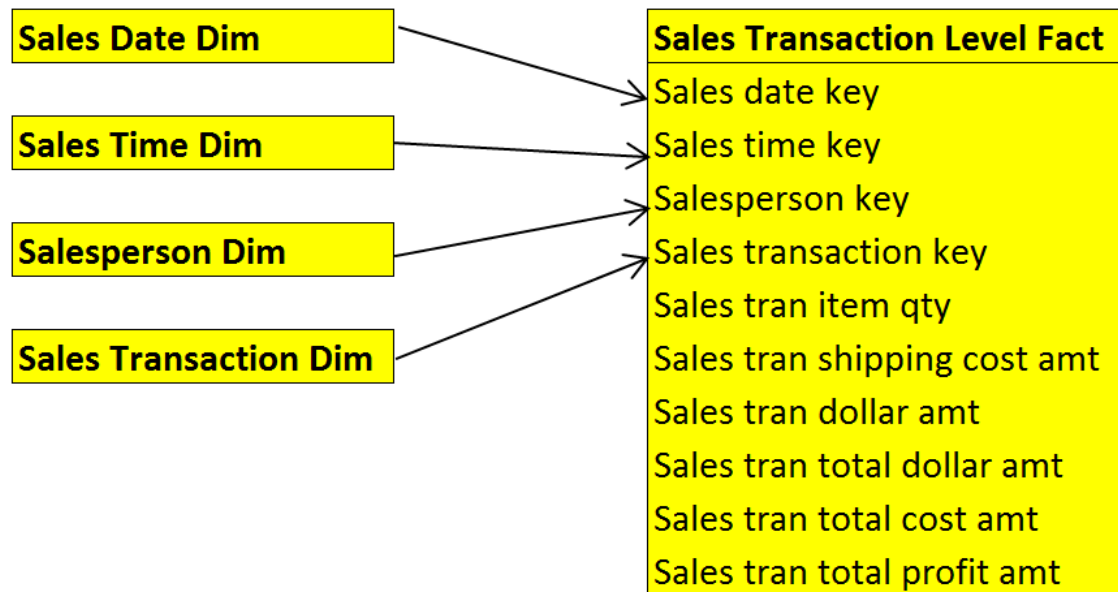 Sales Date Dim
Sales Time Dim
Salesperson Dim
Sales Transaction Dim
Sales Transaction Level Fact
Sales date key
Sales time key
Salesperson key
Sales transaction key
Sales tran item qty
Sales tran shipping cost amt
Sales tran dollar amt
Sales tran total dollar amt
Sales tran total cost amt
Sales tran total profit amt